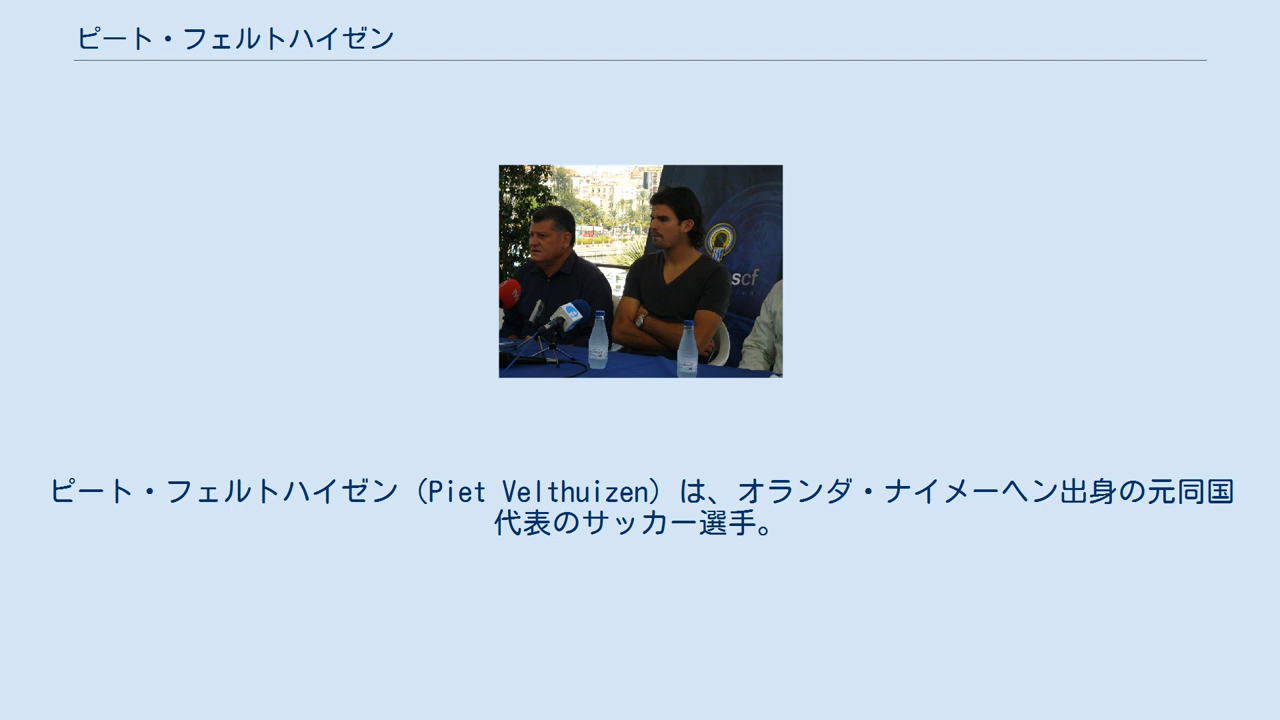 ピート・フェルトハイゼン
scf
ピート・フェルトハイゼン（Piet Velthuizen）は、オランダ・ナイメーヘン出身の元同国
代表のサッカー選手。